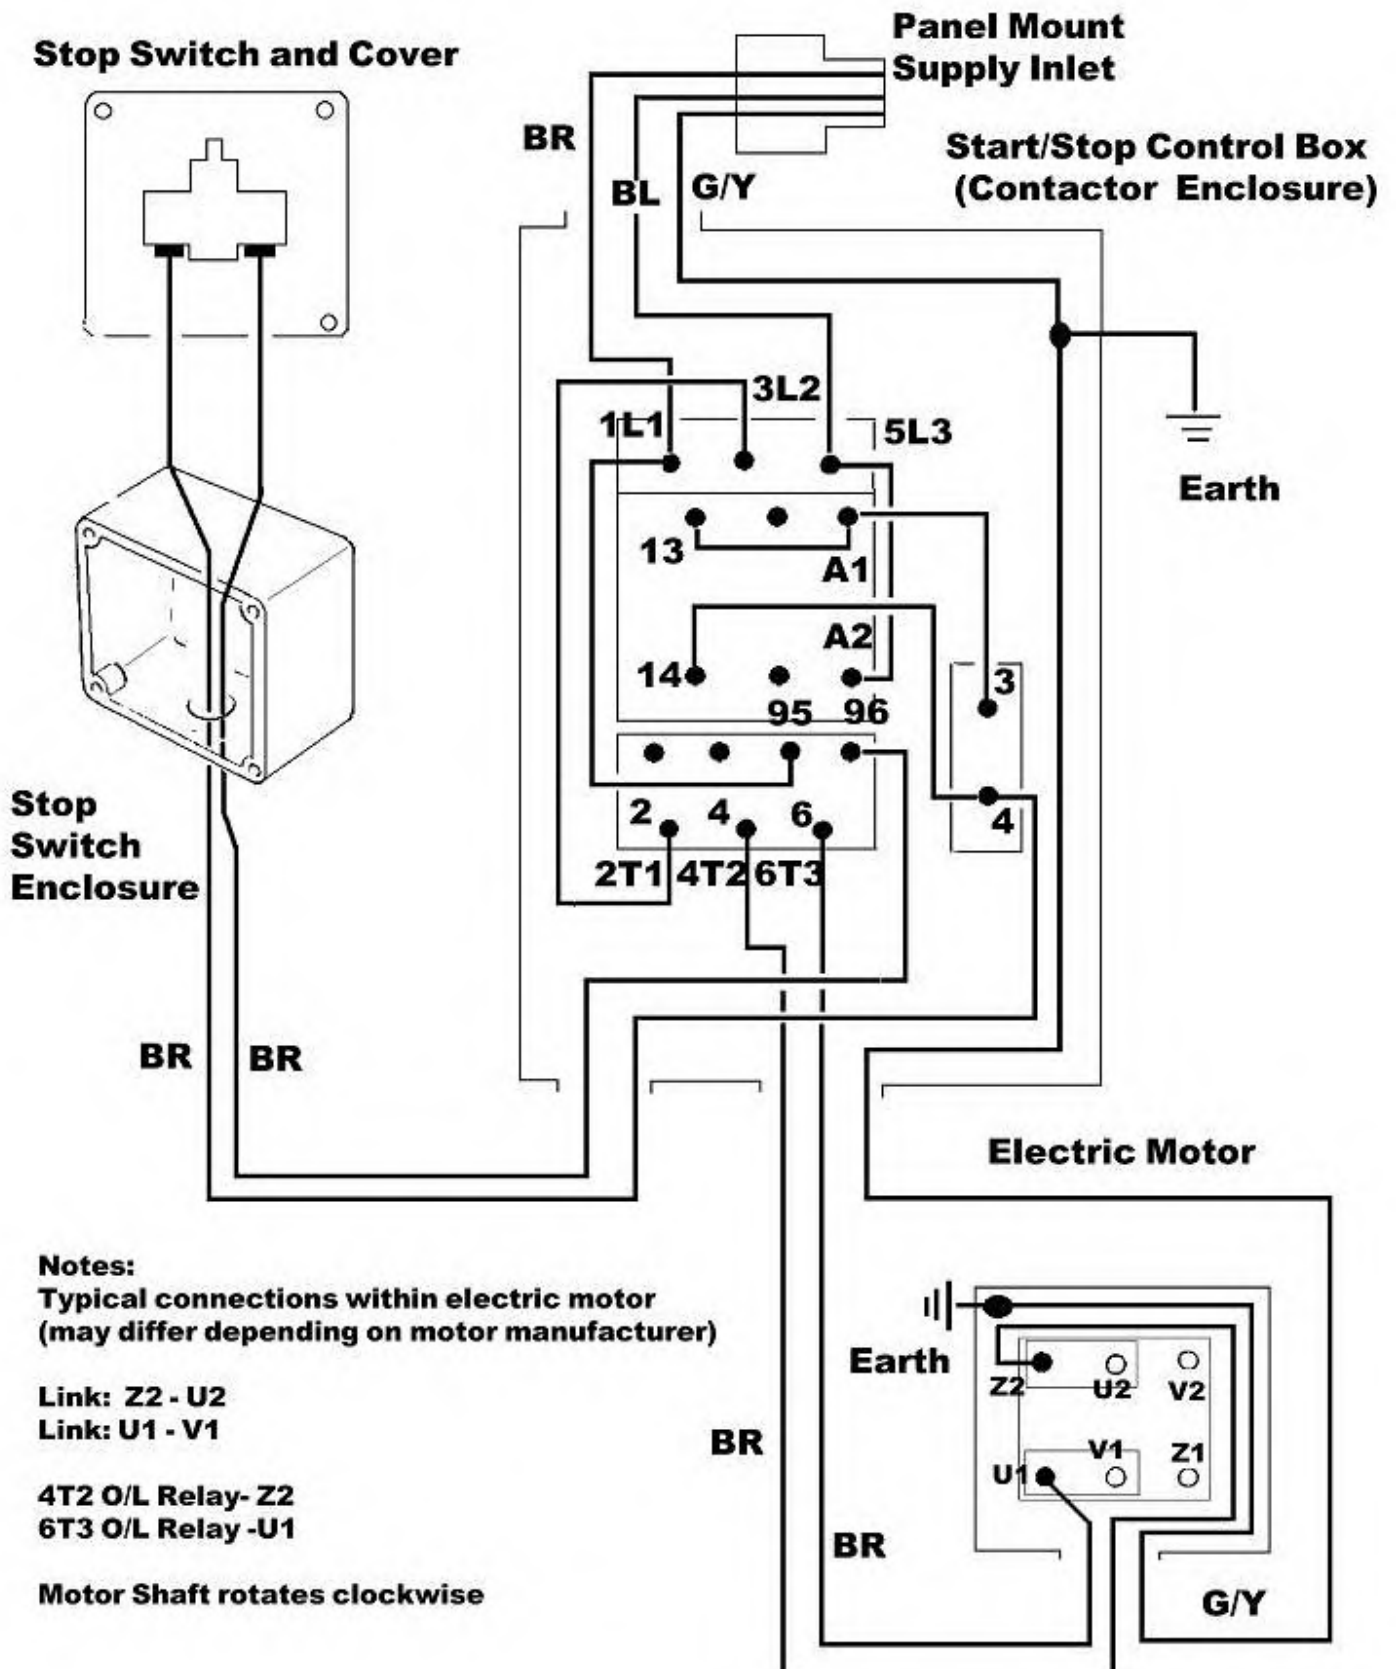 Panel Mount
Supply Inlet
Stop Switch and Cover
BR
BL
G/Y
Start/Stop Control Box
(Contactor Enclosure)
3L2
1L1
5L3
Earth
13
A1
A2
14
3
95
96
Stop
Switch
Enclosure
2
4
6
4
2T1
4T2
6T3
BR
BR
Electric Motor
Notes:
Typical connections within electric motor
(may differ depending on motor manufacturer)
Link: Z2 - U2
Link: U1 - V1
4T2 O/L Relay- Z2
6T3 O/L Relay -U1
Motor Shaft rotates clockwise
Earth
Z2
U2
V2
BR
V1
Z1
U1
BR
G/Y